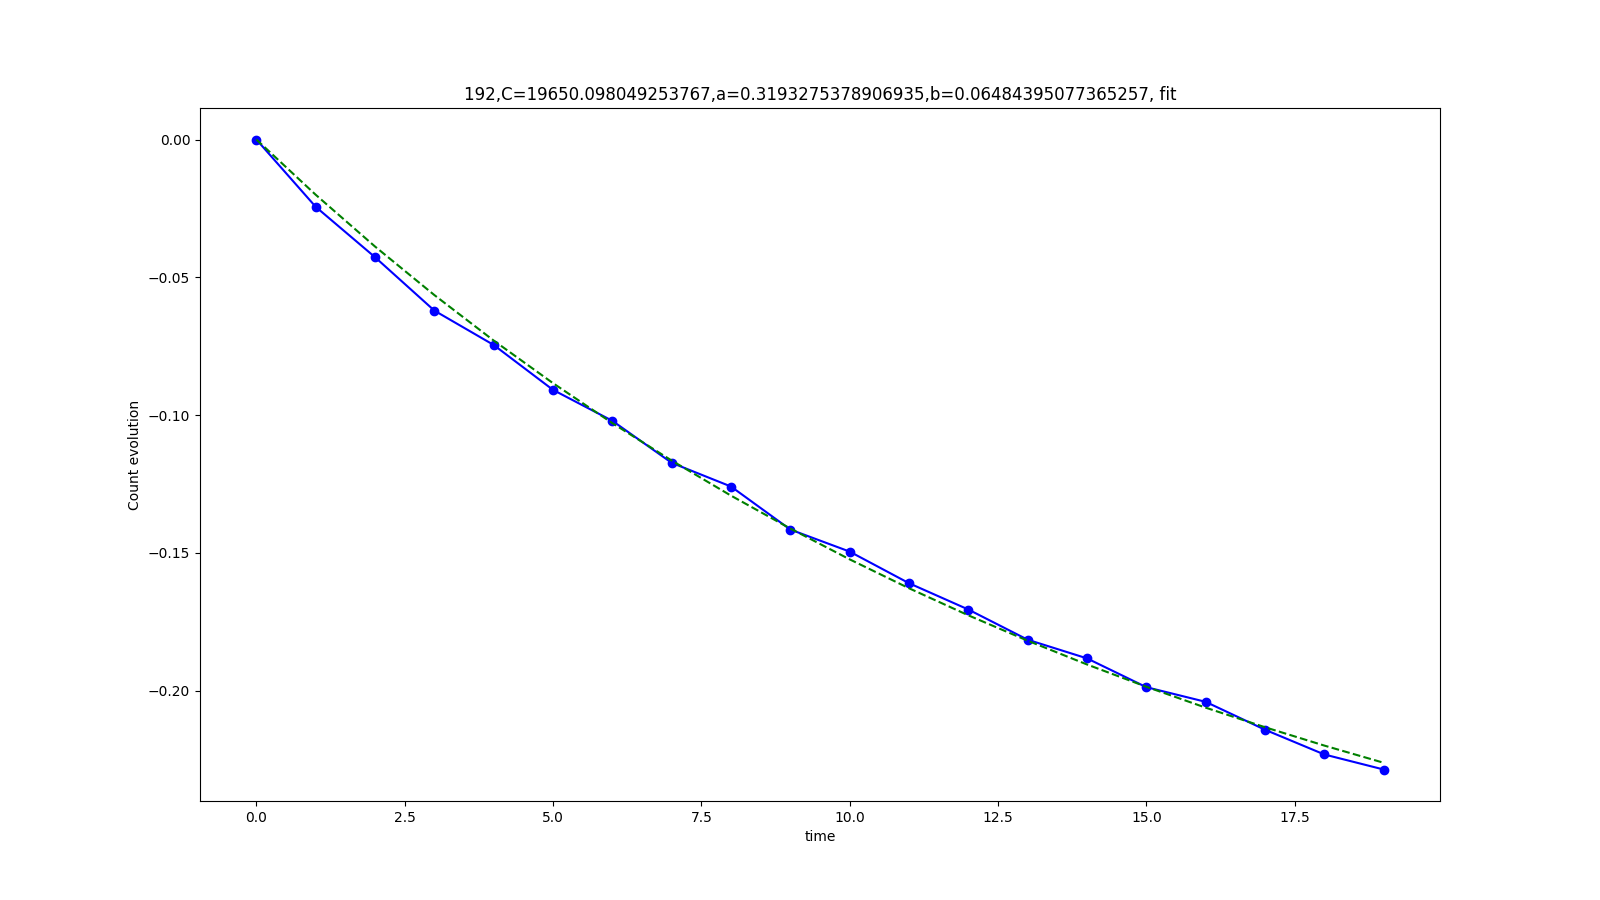 192,C=19650.098049253767,a=0.3193275378906935,b=0.06484395077365257, fit
0.00
−0.05
−0.10
−0.15
−0.20
Count evolution
0.0 2.5 5.0 7.5 10.0 12.5 15.0 17.5
time